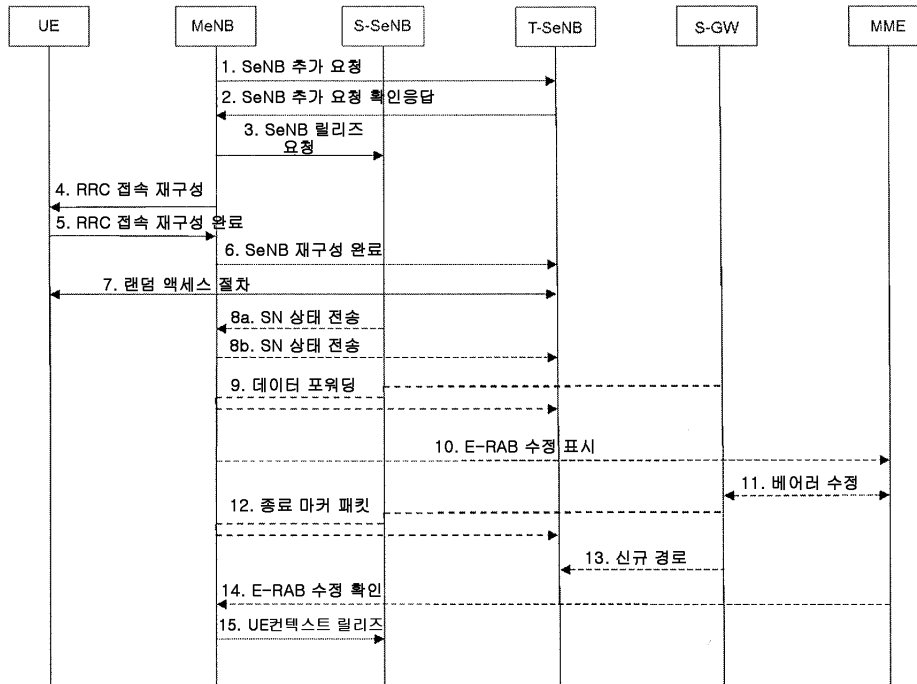 UE MeNB S-SeNB T-SeNB S-GW MME
1. SeNB 추가 요청
2. SeNB 추가 요청 확인응답
3. SeNB 릴리즈
요청
4. RRC 접속 재구성
5. RRC 접속 재구성 완료
6. SeNB 재구성 완료
7. 랜덤 액세스 절차
8a. SN 상태 전송
8b. SN 상태 전송
9. 데이터 포워딩
10. E-RAB 수정 표시
11. 베어러 수정
12. 종료 마커 패킷
13. 신규 경로
14. E-RAB 수정 확인
15. UE컨텍스트 릴리즈